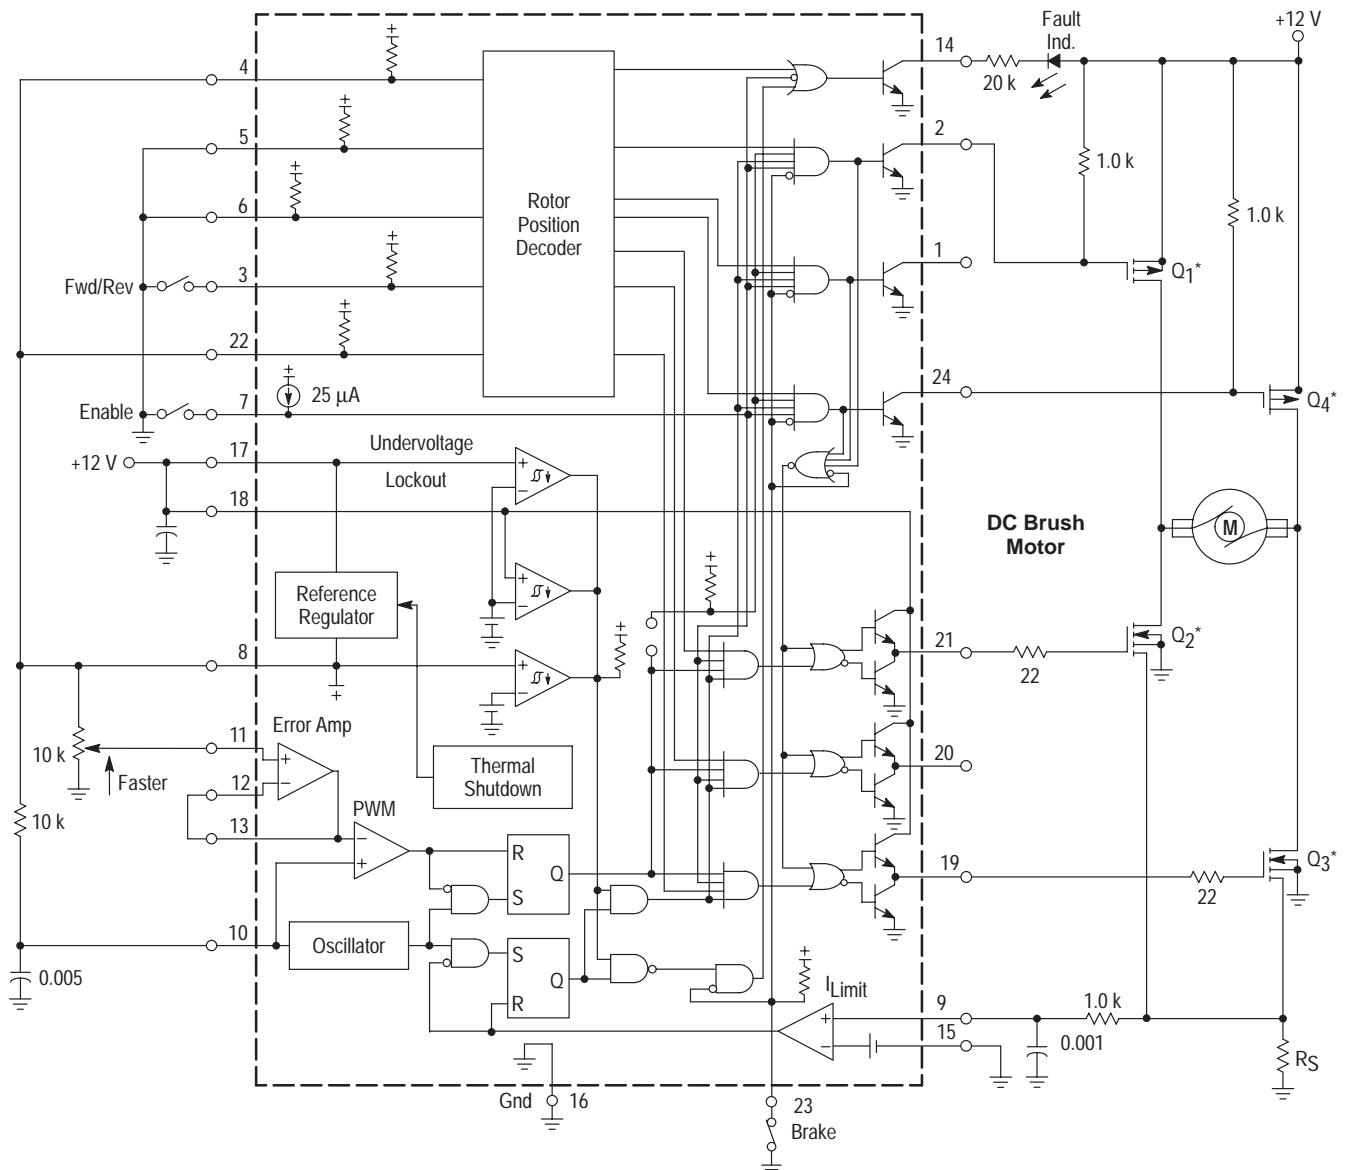 Fault
Ind.
+12 V
14
4
20 k
5
2
1.0 k
Rotor
Position
Decoder
6
1.0 k
3
1
Fwd/Rev
Q1*
22
24
25 µA
Enable
7
Q4*
17
Undervoltage
+12 V
Lockout
18
DC Brush
Motor
M
Reference
Regulator
21
Q2*
8
22
11
Error Amp
10 k
Faster
12
Thermal
Shutdown
20
PWM
10 k
13
R
Q
S
19
Q3*
22
10
Oscillator
S
Q
R
0.005
ILimit
9
1.0 k
15
0.001
RS
Gnd
16
23
Brake